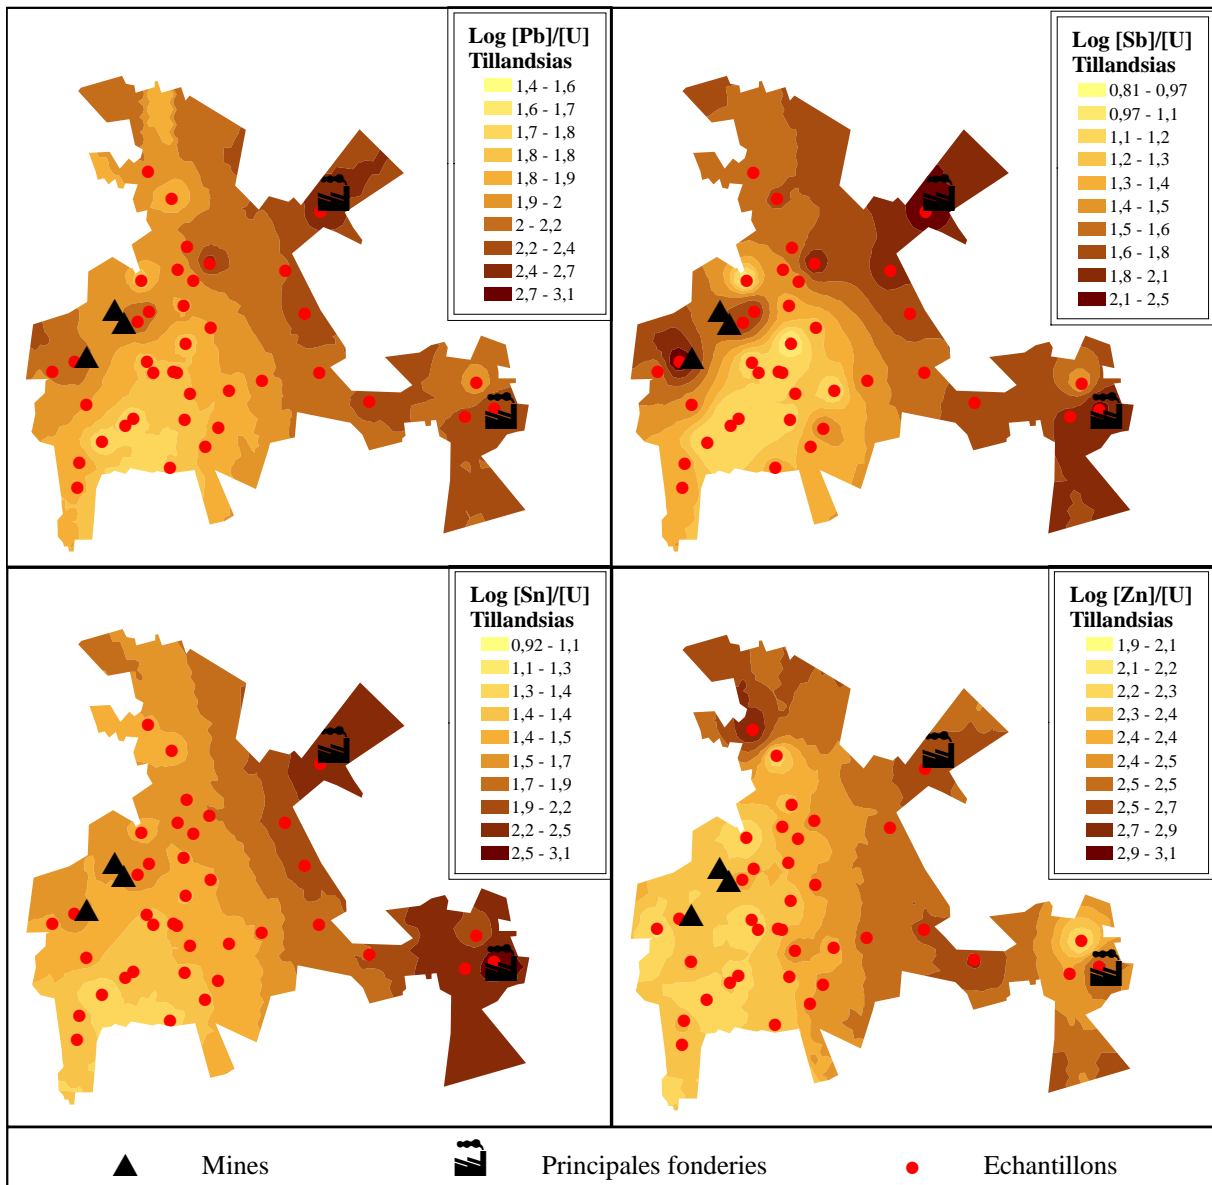 Log [Pb]/[U]
Tillandsias
1,4 - 1,6
1,6 - 1,7
1,7 - 1,8
1,8 - 1,8
1,8 - 1,9
1,9 - 2
2 - 2,2
2,2 - 2,4
2,4 - 2,7
2,7 - 3,1
Log [Sb]/[U]
Tillandsias
0,81 - 0,97
0,97 - 1,1
1,1 - 1,2
1,2 - 1,3
1,3 - 1,4
1,4 - 1,5
1,5 - 1,6
1,6 - 1,8
1,8 - 2,1
2,1 - 2,5
Log [Sn]/[U]
Tillandsias
0,92 - 1,1
1,1 - 1,3
1,3 - 1,4
1,4 - 1,4
1,4 - 1,5
1,5 - 1,7
1,7 - 1,9
1,9 - 2,2
2,2 - 2,5
2,5 - 3,1
Log [Zn]/[U]
Tillandsias
1,9 - 2,1
2,1 - 2,2
2,2 - 2,3
2,3 - 2,4
2,4 - 2,4
2,4 - 2,5
2,5 - 2,5
2,5 - 2,7
2,7 - 2,9
2,9 - 3,1
Mines
Principales fonderies
Echantillons